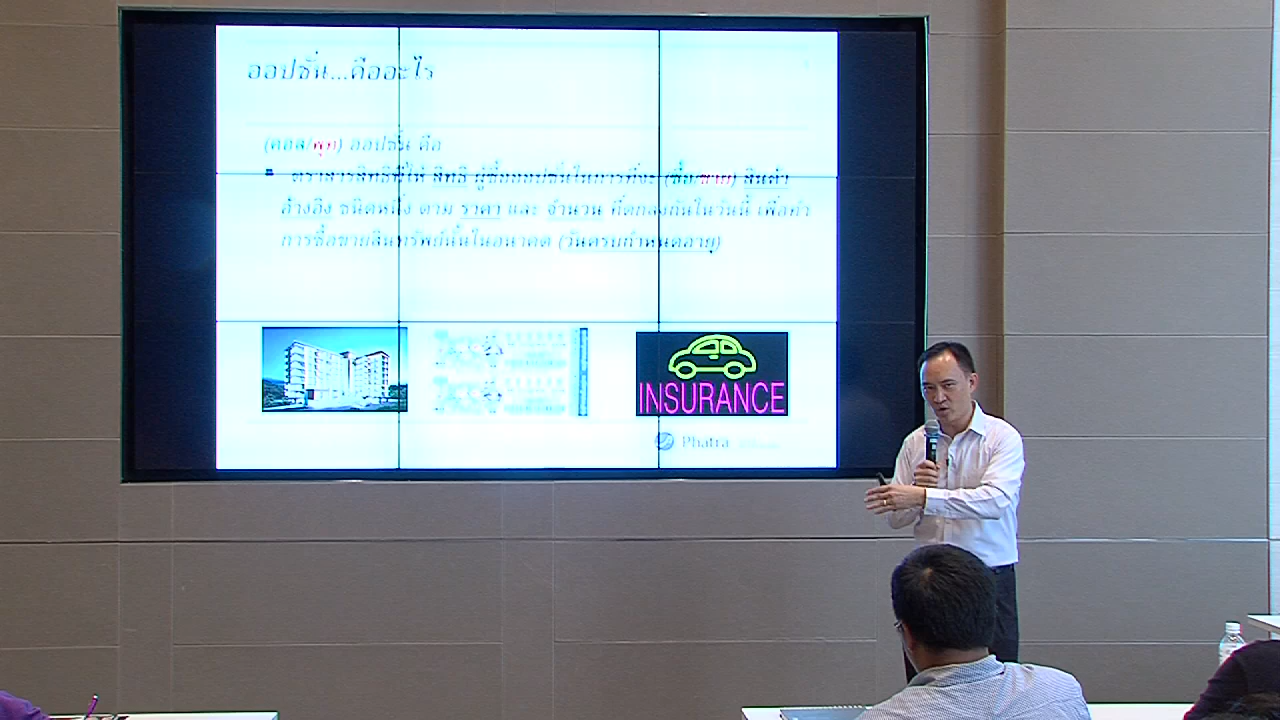 ออปชั่น...คืออะไร
(คอล/พุท) ออปชั่น คือ
▪ ตราสารสิทธิที่ให้ สิทธิ ผู้ซื้อออปชั่นในการที่จะ (ซื้อ/ขาย) สินค้า
อ้างอิง ชนิดหนึ่ง ตาม ราคา และ จำนวน ที่ตกลงกันในวันนี้ เพื่อทำ
การซื้อขายสินทรัพย์นั้นในอนาคต (วันครบกำหนดอายุ)
INSURANCE
Phatra